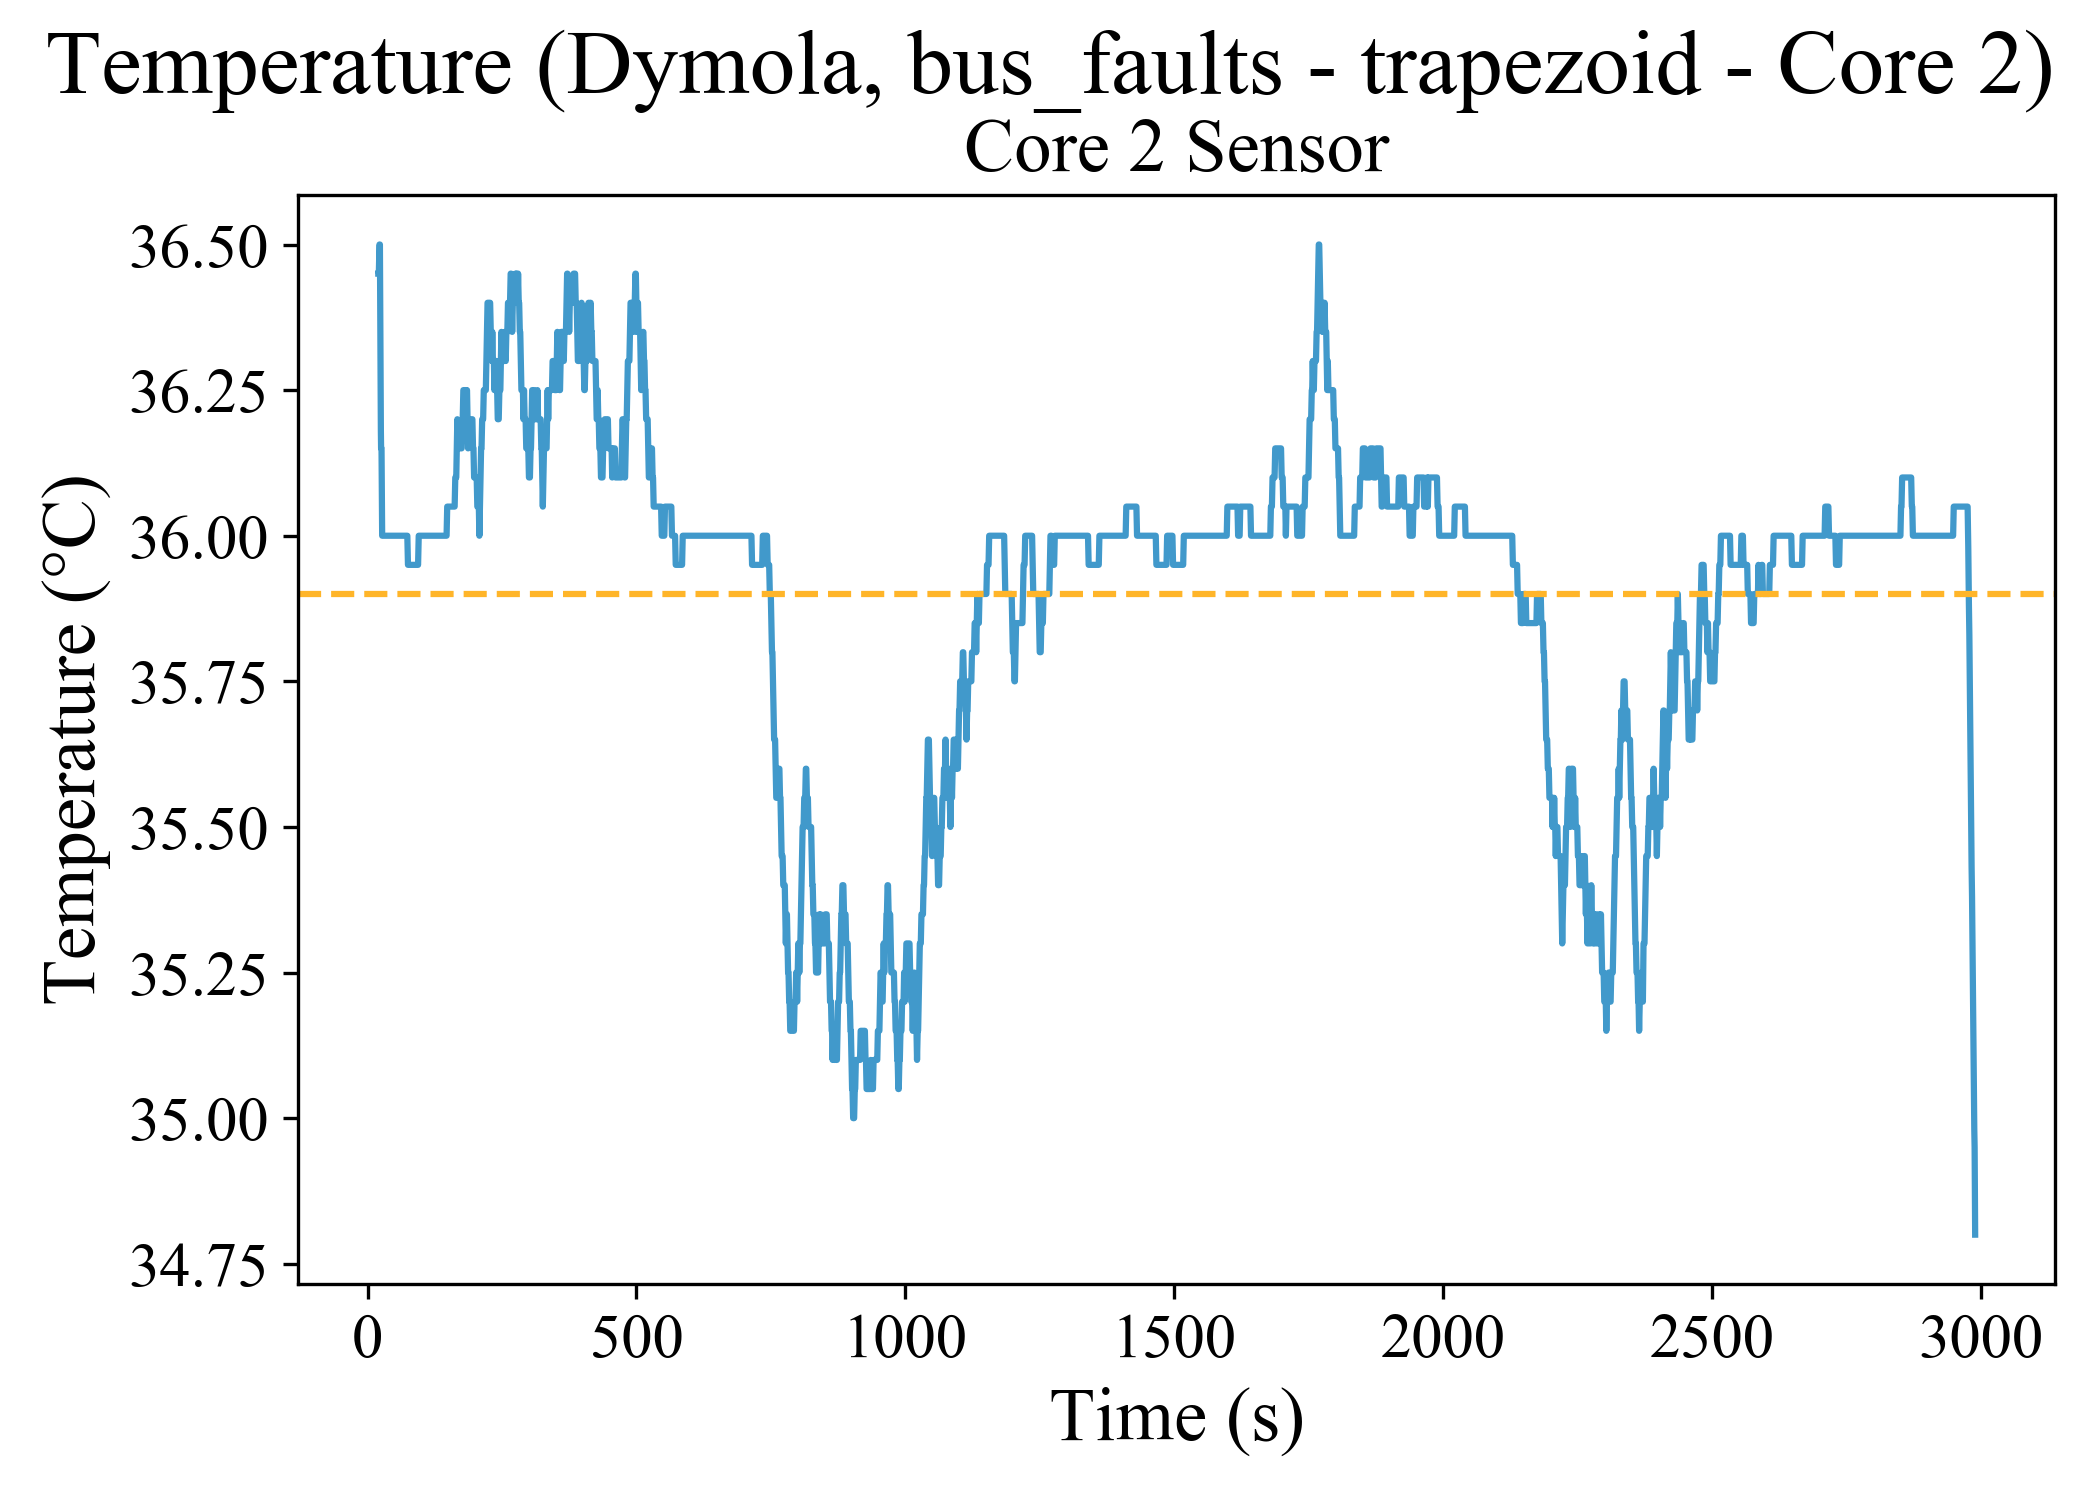 Temperature (Dymola, bus_faults - trapezoid - Core 2)
Core 2 Sensor
36.50
36.25
36.00
35.75
35.50
35.25
35.00
34.75
Temperature (°C)
0 500 1000 1500 2000 2500 3000
Time (s)